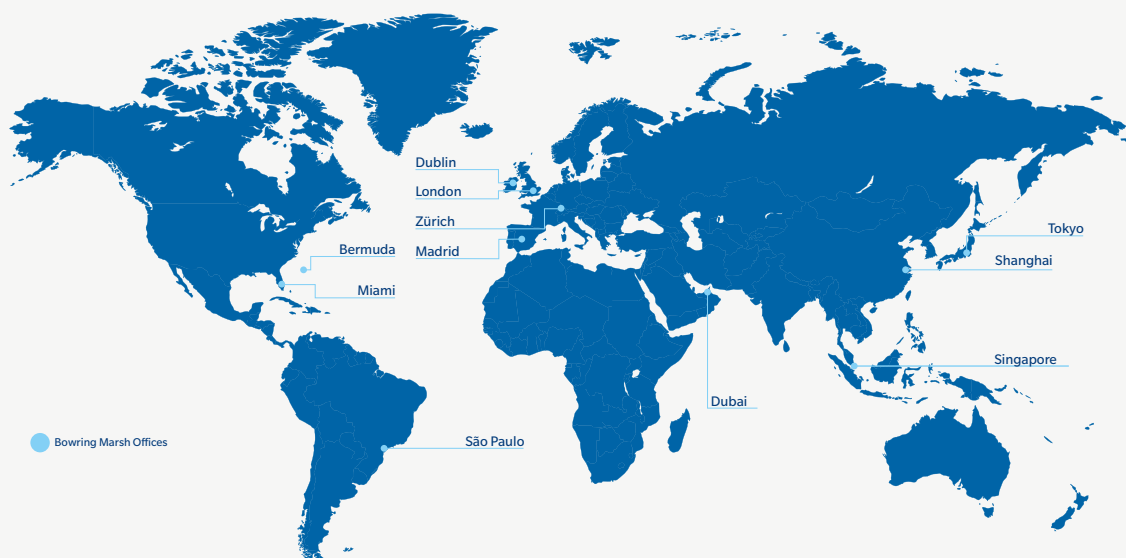 Dublin
London
Zürich
Madrid
Bermuda
Miami
Tokyo
Shanghai
Singapore
Dubai
São Paulo
Bowring Marsh Offices